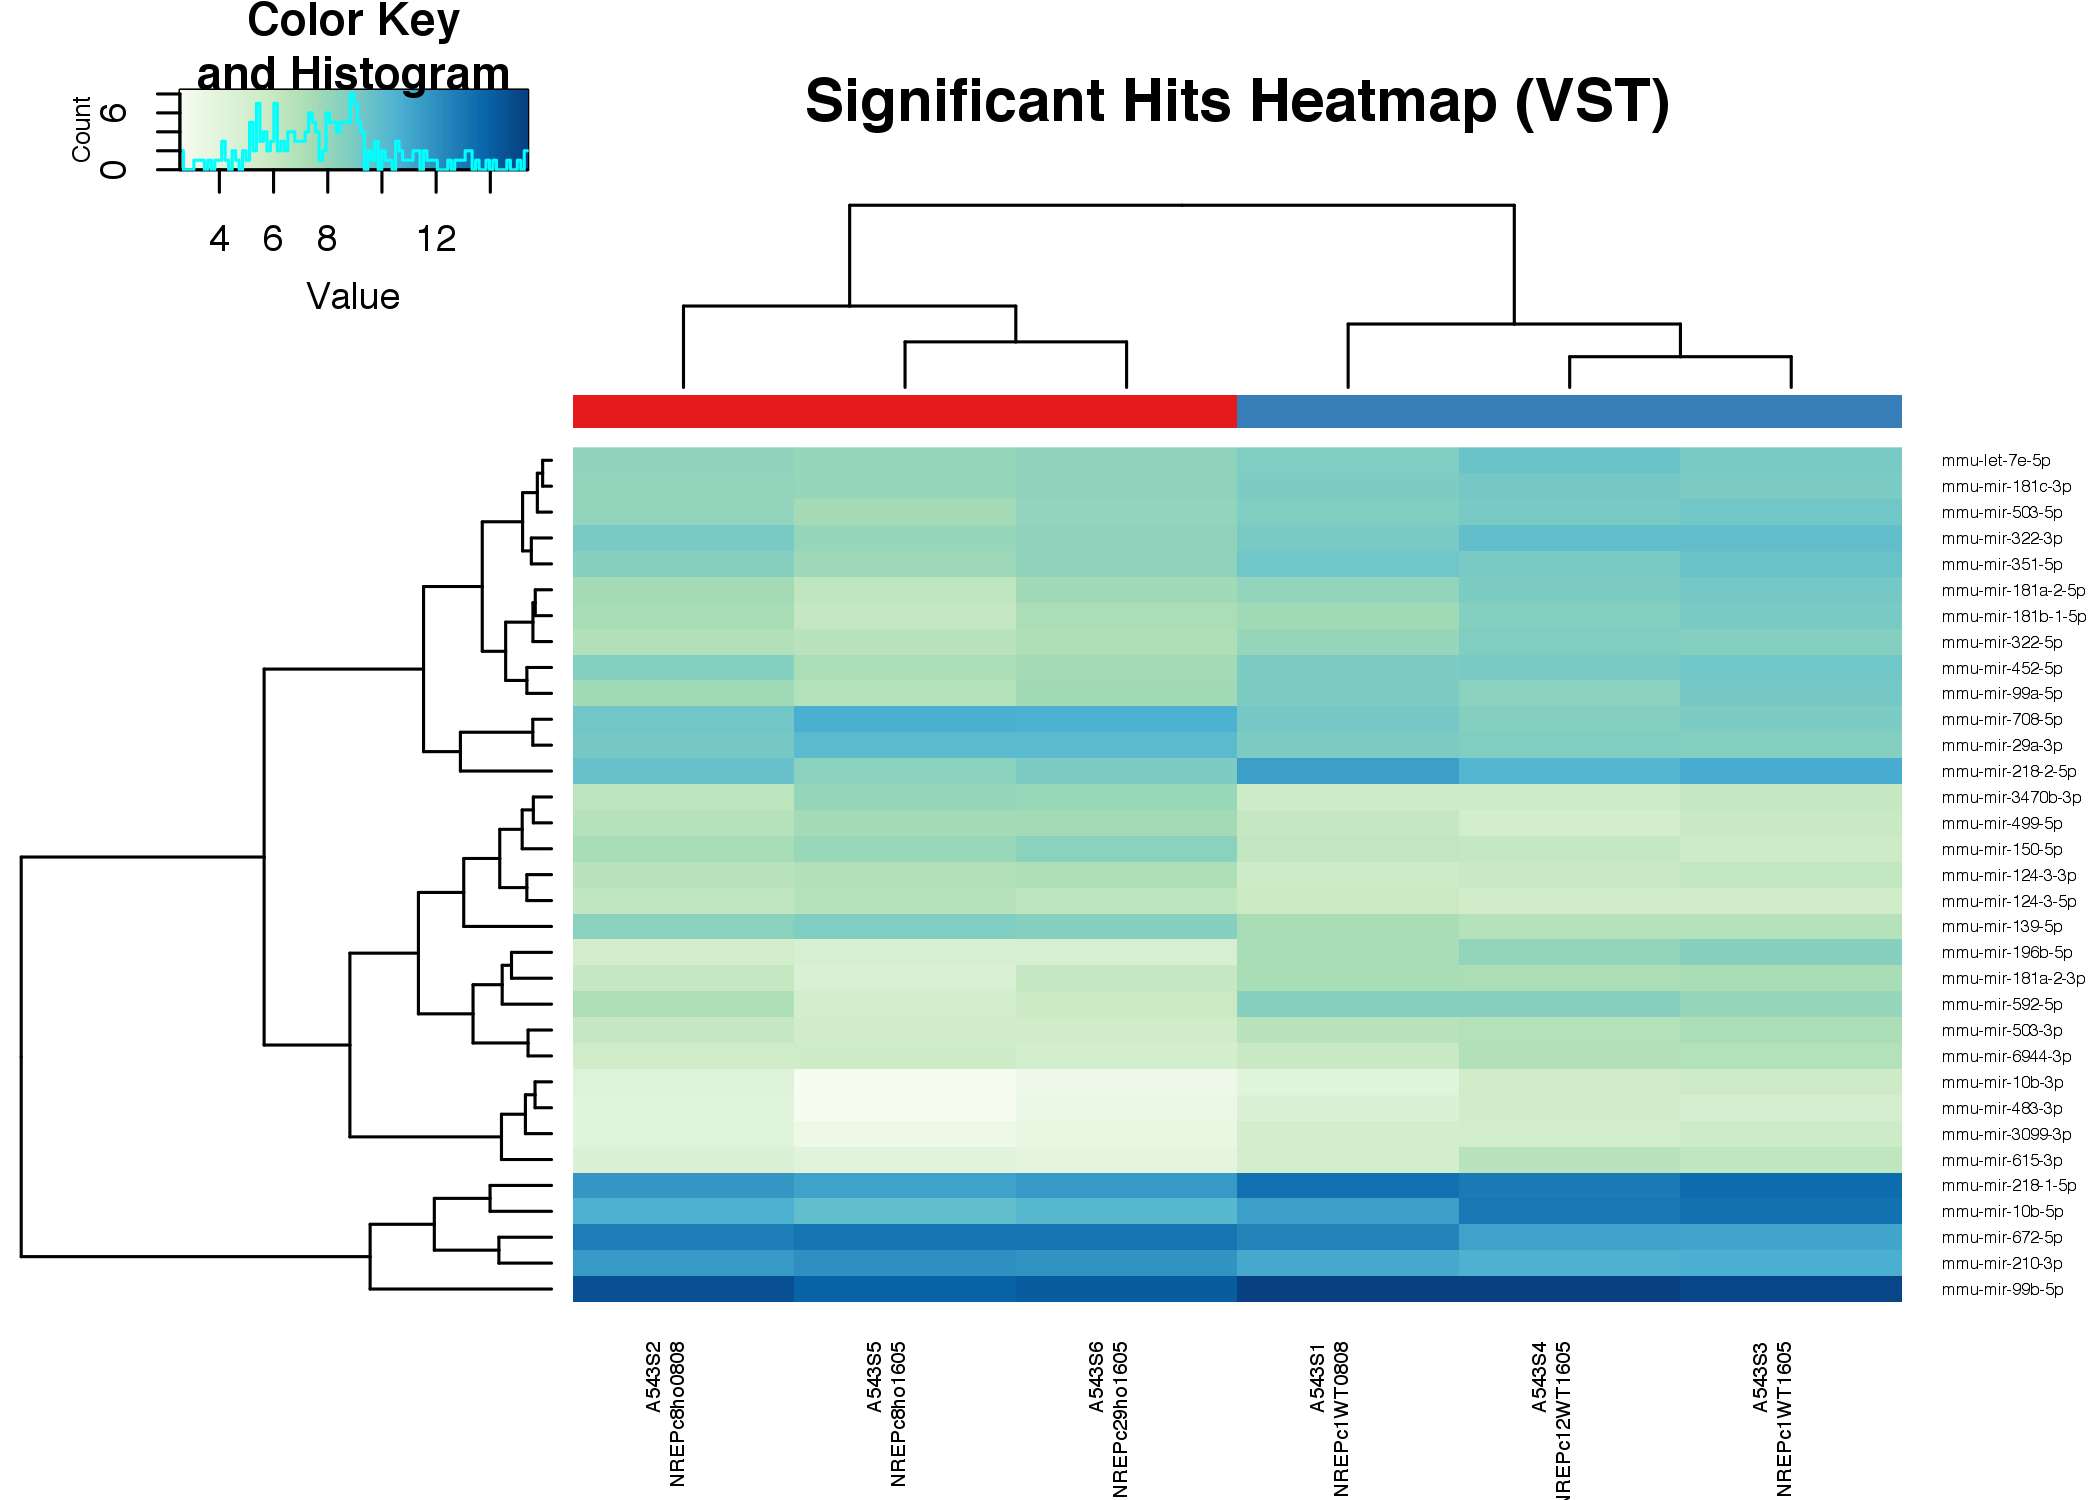 Color Key
and Histogram
Count
0 6
4 6 8 12
Value
Significant Hits Heatmap (VST)
mmu-let-7e-5p
mmu-mir-181c-3p
mmu-mir-503-5p
mmu-mir-322-3p
mmu-mir-351-5p
mmu-mir-181a-2-5p
mmu-mir-181b-1-5p
mmu-mir-322-5p
mmu-mir-452-5p
mmu-mir-99a-5p
mmu-mir-708-5p
mmu-mir-29a-3p
mmu-mir-218-2-5p
mmu-mir-3470b-3p
mmu-mir-499-5p
mmu-mir-150-5p
mmu-mir-124-3-3p
mmu-mir-124-3-5p
mmu-mir-139-5p
mmu-mir-196b-5p
mmu-mir-181a-2-3p
mmu-mir-592-5p
mmu-mir-503-3p
mmu-mir-6944-3p
mmu-mir-10b-3p
mmu-mir-483-3p
mmu-mir-3099-3p
mmu-mir-615-3p
mmu-mir-218-1-5p
mmu-mir-10b-5p
mmu-mir-672-5p
mmu-mir-210-3p
mmu-mir-99b-5p
A543S2
NREPc8ho0808
A543S5
NREPc8ho1605
A543S6
NREPc29ho1605
A543S1
NREPc1WT0808
A543S4
NREPc12WT1605
A543S3
NREPc1WT1605